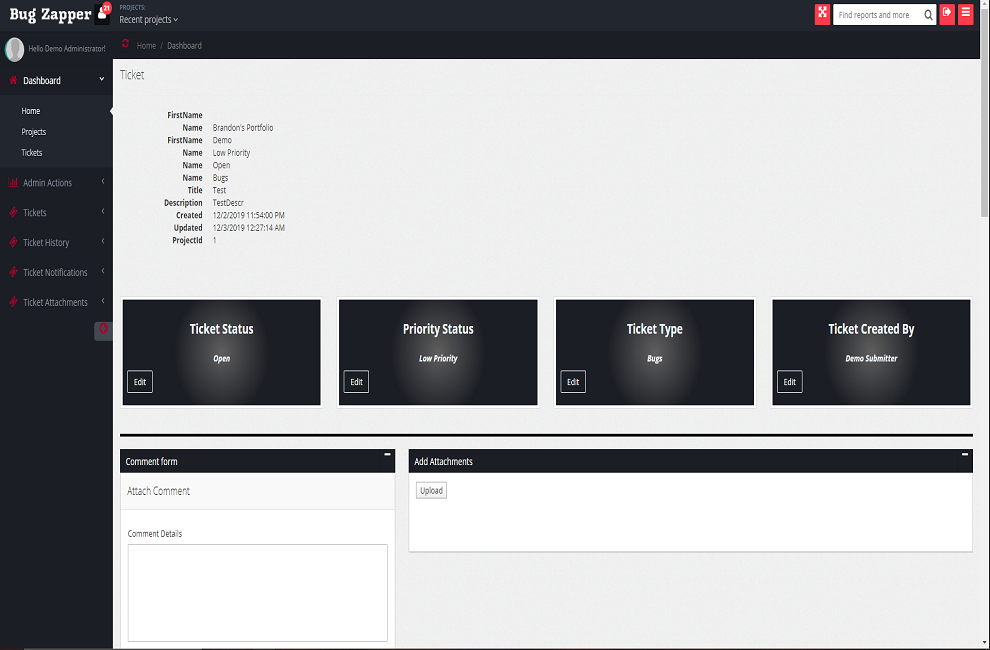 Bug Zapper
21
PROJECTS:
Recent projects
Find reports and more
Hello Demo Administrator!
Home / Dashboard
Dashboard
Home
Projects
Tickets
Admin Actions
Tickets
Ticket History
Ticket Notifications
Ticket Attachments
Ticket
FirstName
Name Brandon's Portfolio
FirstName Demo
Name Low Priority
Name Open
Name Bugs
Title Test
Description TestDescr
Created 12/2/2019 11:54:00 PM
Updated 12/3/2019 12:27:14 AM
ProjectId 1
Ticket Status
Open
Edit
Priority Status
Low Priority
Edit
Ticket Type
Bugs
Edit
Ticket Created By
Demo Submitter
Edit
Comment form
Attach Comment
Comment Details
Add Attachments
Upload